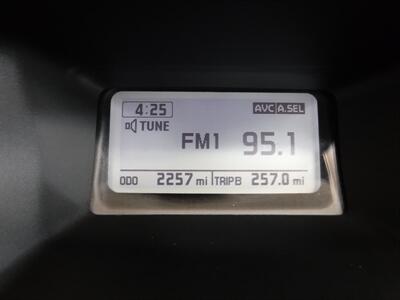 4:25 AVC A.SEL
TUNE
FM1 95.1
ODO 2257 mi TRIP B 257.0 mi